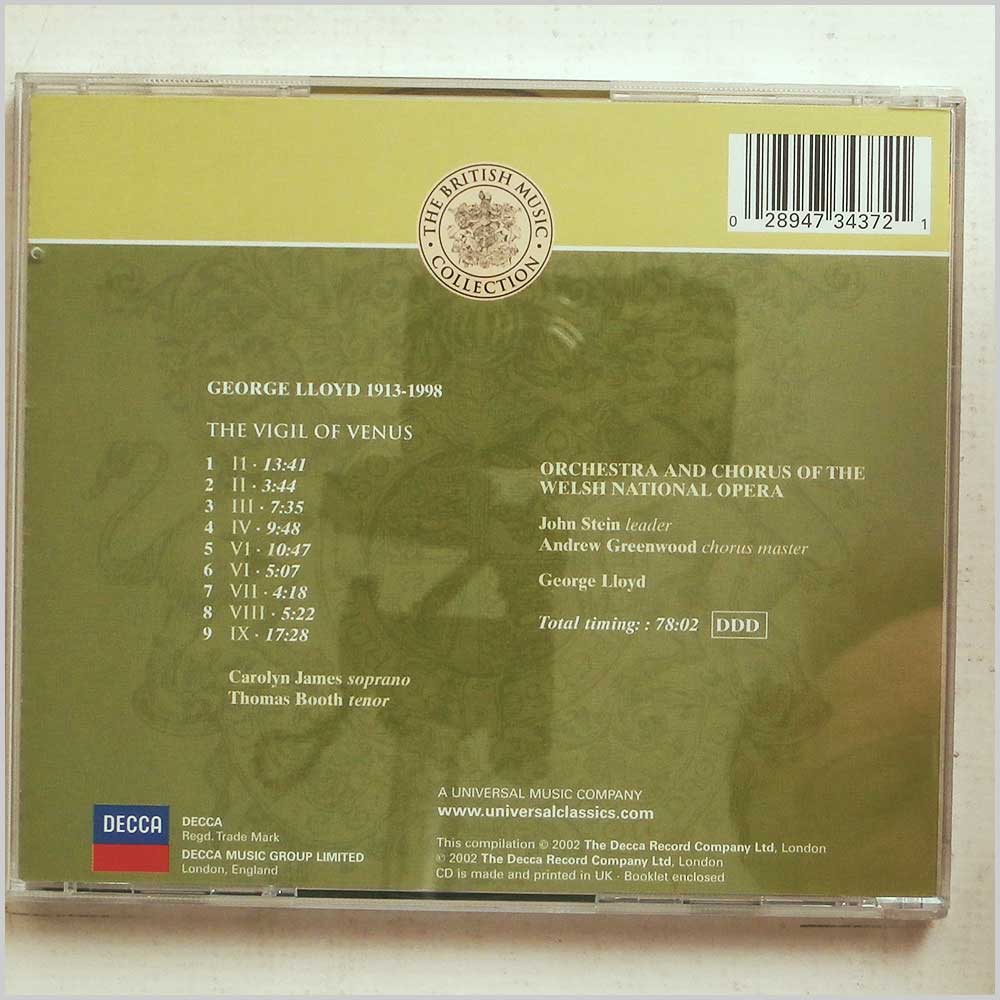 THE BRITISH MUSIC
COLLECTION
0 28947 34372 1
GEORGE LLOYD 1913-1998
THE VIGIL OF VENUS
1 I1 · 13:41
2 II · 3:44
3 III · 7:35
4 IV · 9:48
5 VI · 10:47
6 VI · 5:07
7 VII · 4:18
8 VIII · 5:22
9 IX · 17:28
Carolyn James soprano
Thomas Booth tenor
ORCHESTRA AND CHORUS OF THE
WELSH NATIONAL OPERA
John Stein leader
Andrew Greenwood chorus master
George Lloyd
Total timing: : 78:02 DDD
DECCA
DECCA
Regd. Trade Mark
DECCA MUSIC GROUP LIMITED
London, England
A UNIVERSAL MUSIC COMPANY
www.universalclassics.com
This compilation ℗ 2002 The Decca Record Company Ltd, London
© 2002 The Decca Record Company Ltd, London
CD is made and printed in UK · Booklet enclosed